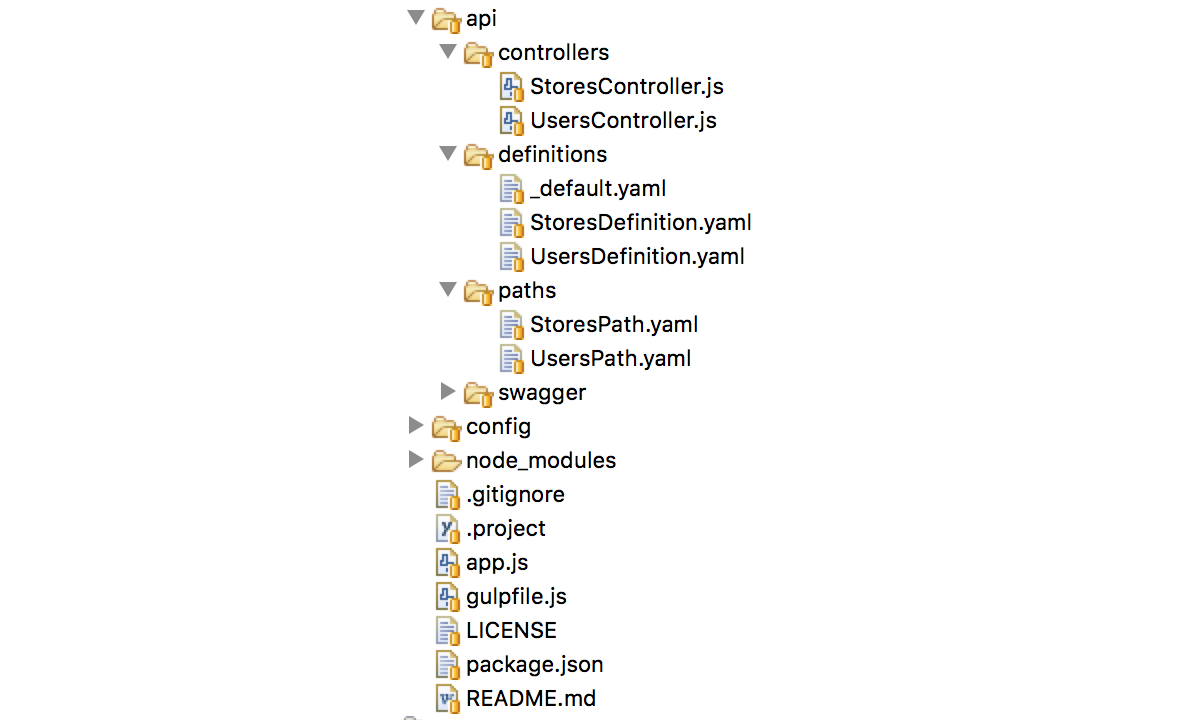 api
controllers
StoresController.js
UsersController.js
definitions
_default.yaml
StoresDefinition.yaml
UsersDefinition.yaml
paths
StoresPath.yaml
UsersPath.yaml
swagger
config
node_modules
.gitignore
.project
app.js
gulpfile.js
LICENSE
package.json
README.md